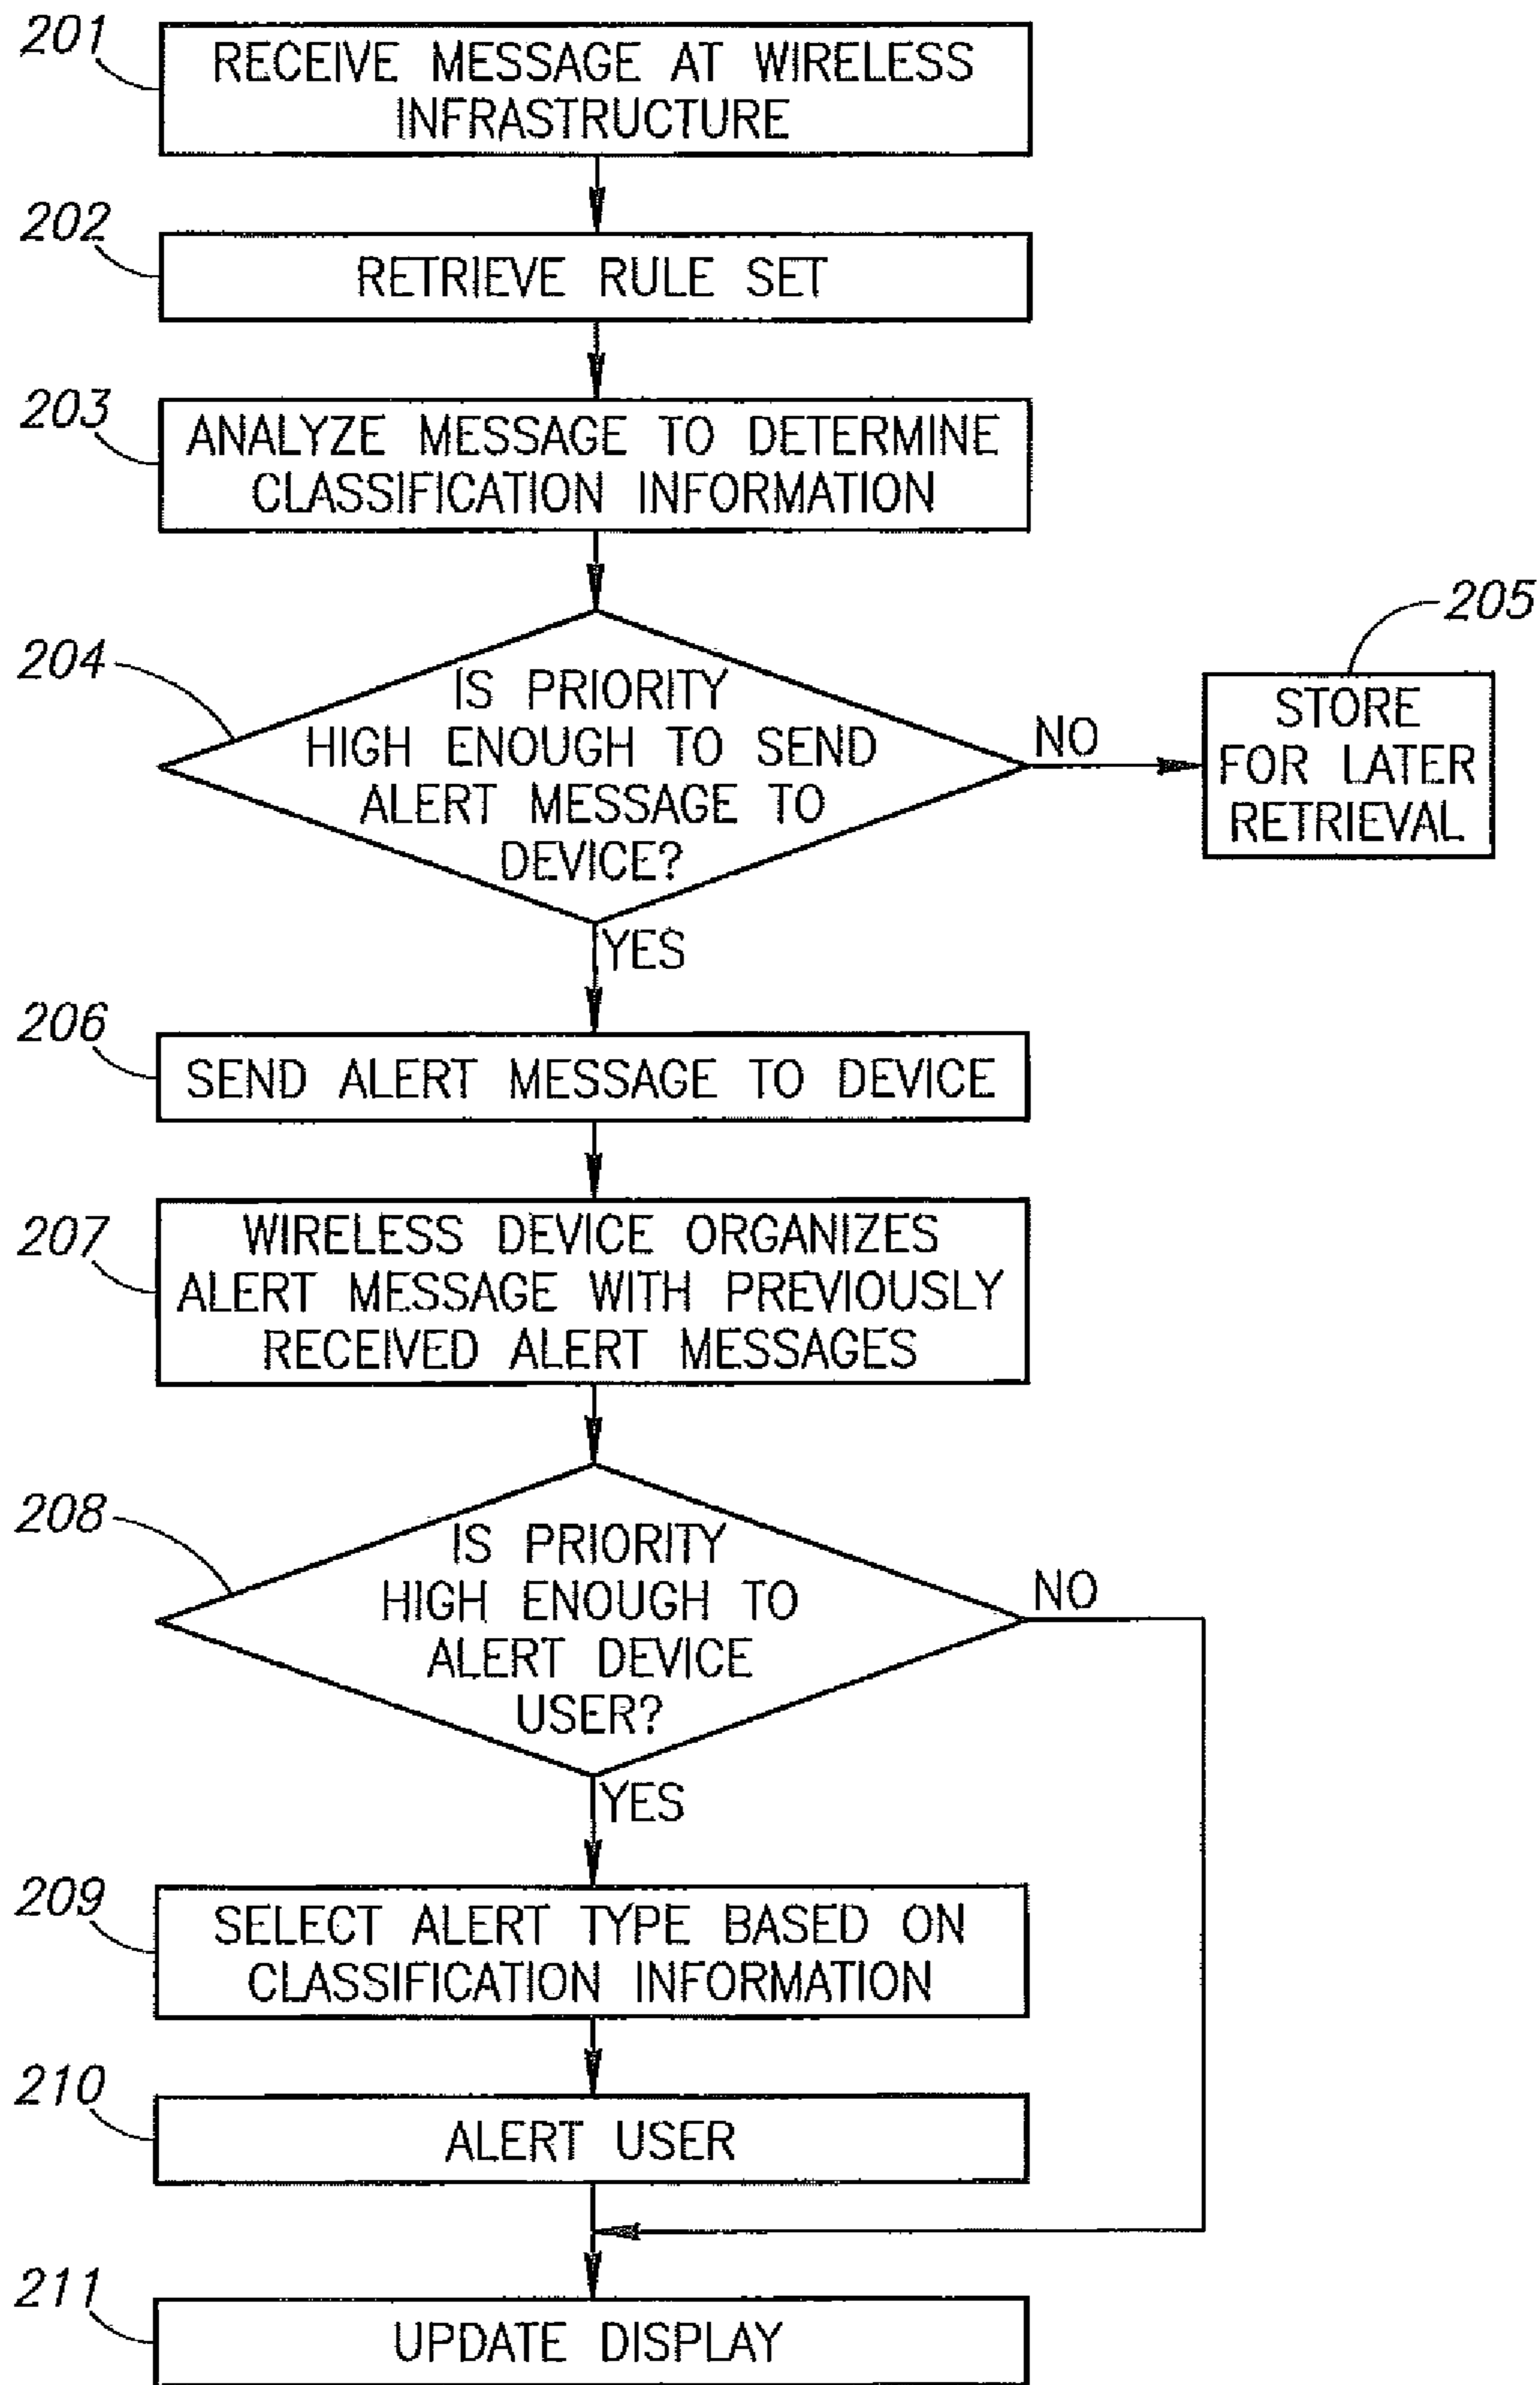 201
RECEIVE MESSAGE AT WIRELESS
INFRASTRUCTURE
202
RETRIEVE RULE SET
203
ANALYZE MESSAGE TO DETERMINE
CLASSIFICATION INFORMATION
204
IS PRIORITY
HIGH ENOUGH TO SEND
ALERT MESSAGE TO
DEVICE?
NO
205
STORE
FOR LATER
RETRIEVAL
YES
206
SEND ALERT MESSAGE TO DEVICE
207
WIRELESS DEVICE ORGANIZES
ALERT MESSAGE WITH PREVIOUSLY
RECEIVED ALERT MESSAGES
208
IS PRIORITY
HIGH ENOUGH TO
ALERT DEVICE
USER?
NO
YES
209
SELECT ALERT TYPE BASED ON
CLASSIFICATION INFORMATION
210
ALERT USER
211
UPDATE DISPLAY